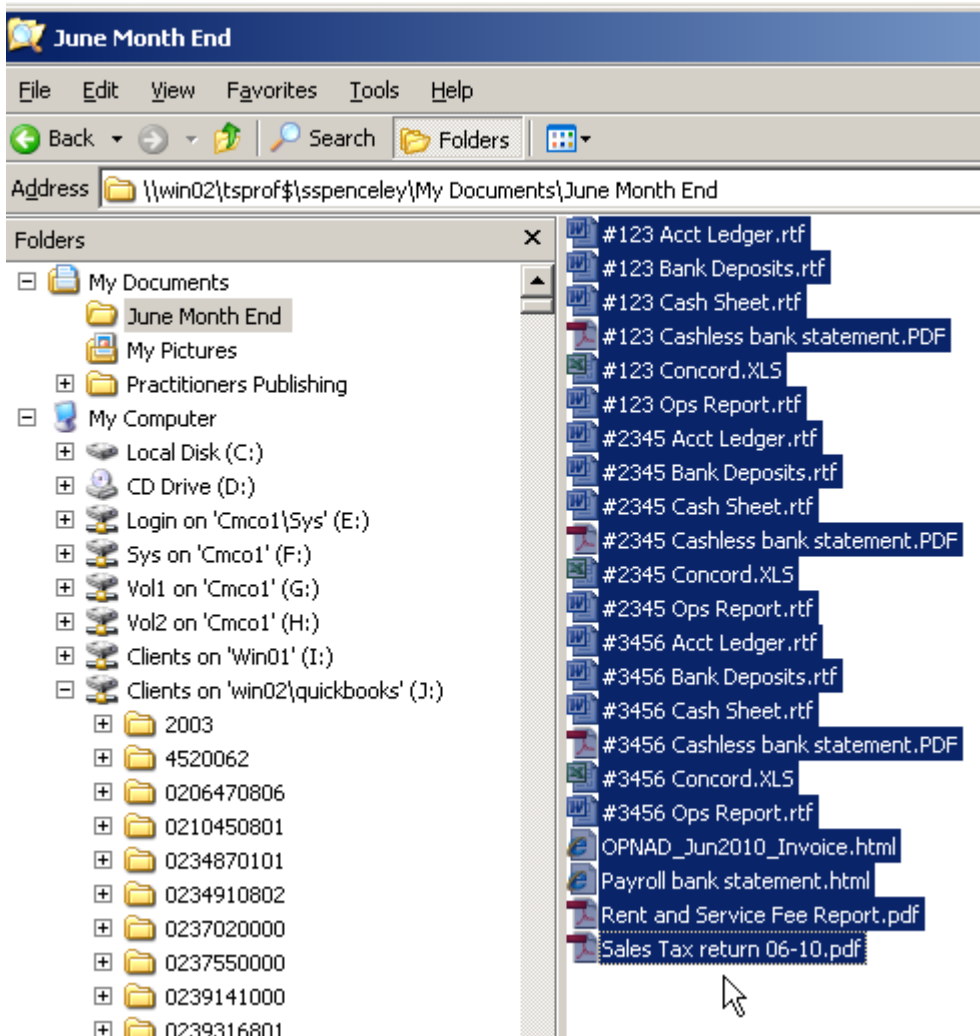 June Month End
File Edit View Favorites Tools Help
Back Search Folders
Address \\win02\tsprof$\sspenceley\My Documents\June Month End
Folders
My Documents
June Month End
My Pictures
Practitioners Publishing
My Computer
Local Disk (C:)
CD Drive (D:)
Login on 'Cmco1\Sys' (E:)
Sys on 'Cmco1' (F:)
Vol1 on 'Cmco1' (G:)
Vol2 on 'Cmco1' (H:)
Clients on 'Win01' (I:)
Clients on 'win02\quickbooks' (J:)
2003
4520062
0206470806
0210450801
0234870101
0234910802
0237020000
0237550000
0239141000
0239316801
#123 Acct Ledger.rtf
#123 Bank Deposits.rtf
#123 Cash Sheet.rtf
#123 Cashless bank statement.PDF
#123 Concord.XLS
#123 Ops Report.rtf
#2345 Acct Ledger.rtf
#2345 Bank Deposits.rtf
#2345 Cash Sheet.rtf
#2345 Cashless bank statement.PDF
#2345 Concord.XLS
#2345 Ops Report.rtf
#3456 Acct Ledger.rtf
#3456 Bank Deposits.rtf
#3456 Cash Sheet.rtf
#3456 Cashless bank statement.PDF
#3456 Concord.XLS
#3456 Ops Report.rtf
OPNAD_Jun2010_Invoice.html
Payroll bank statement.html
Rent and Service Fee Report.pdf
Sales Tax return 06-10.pdf